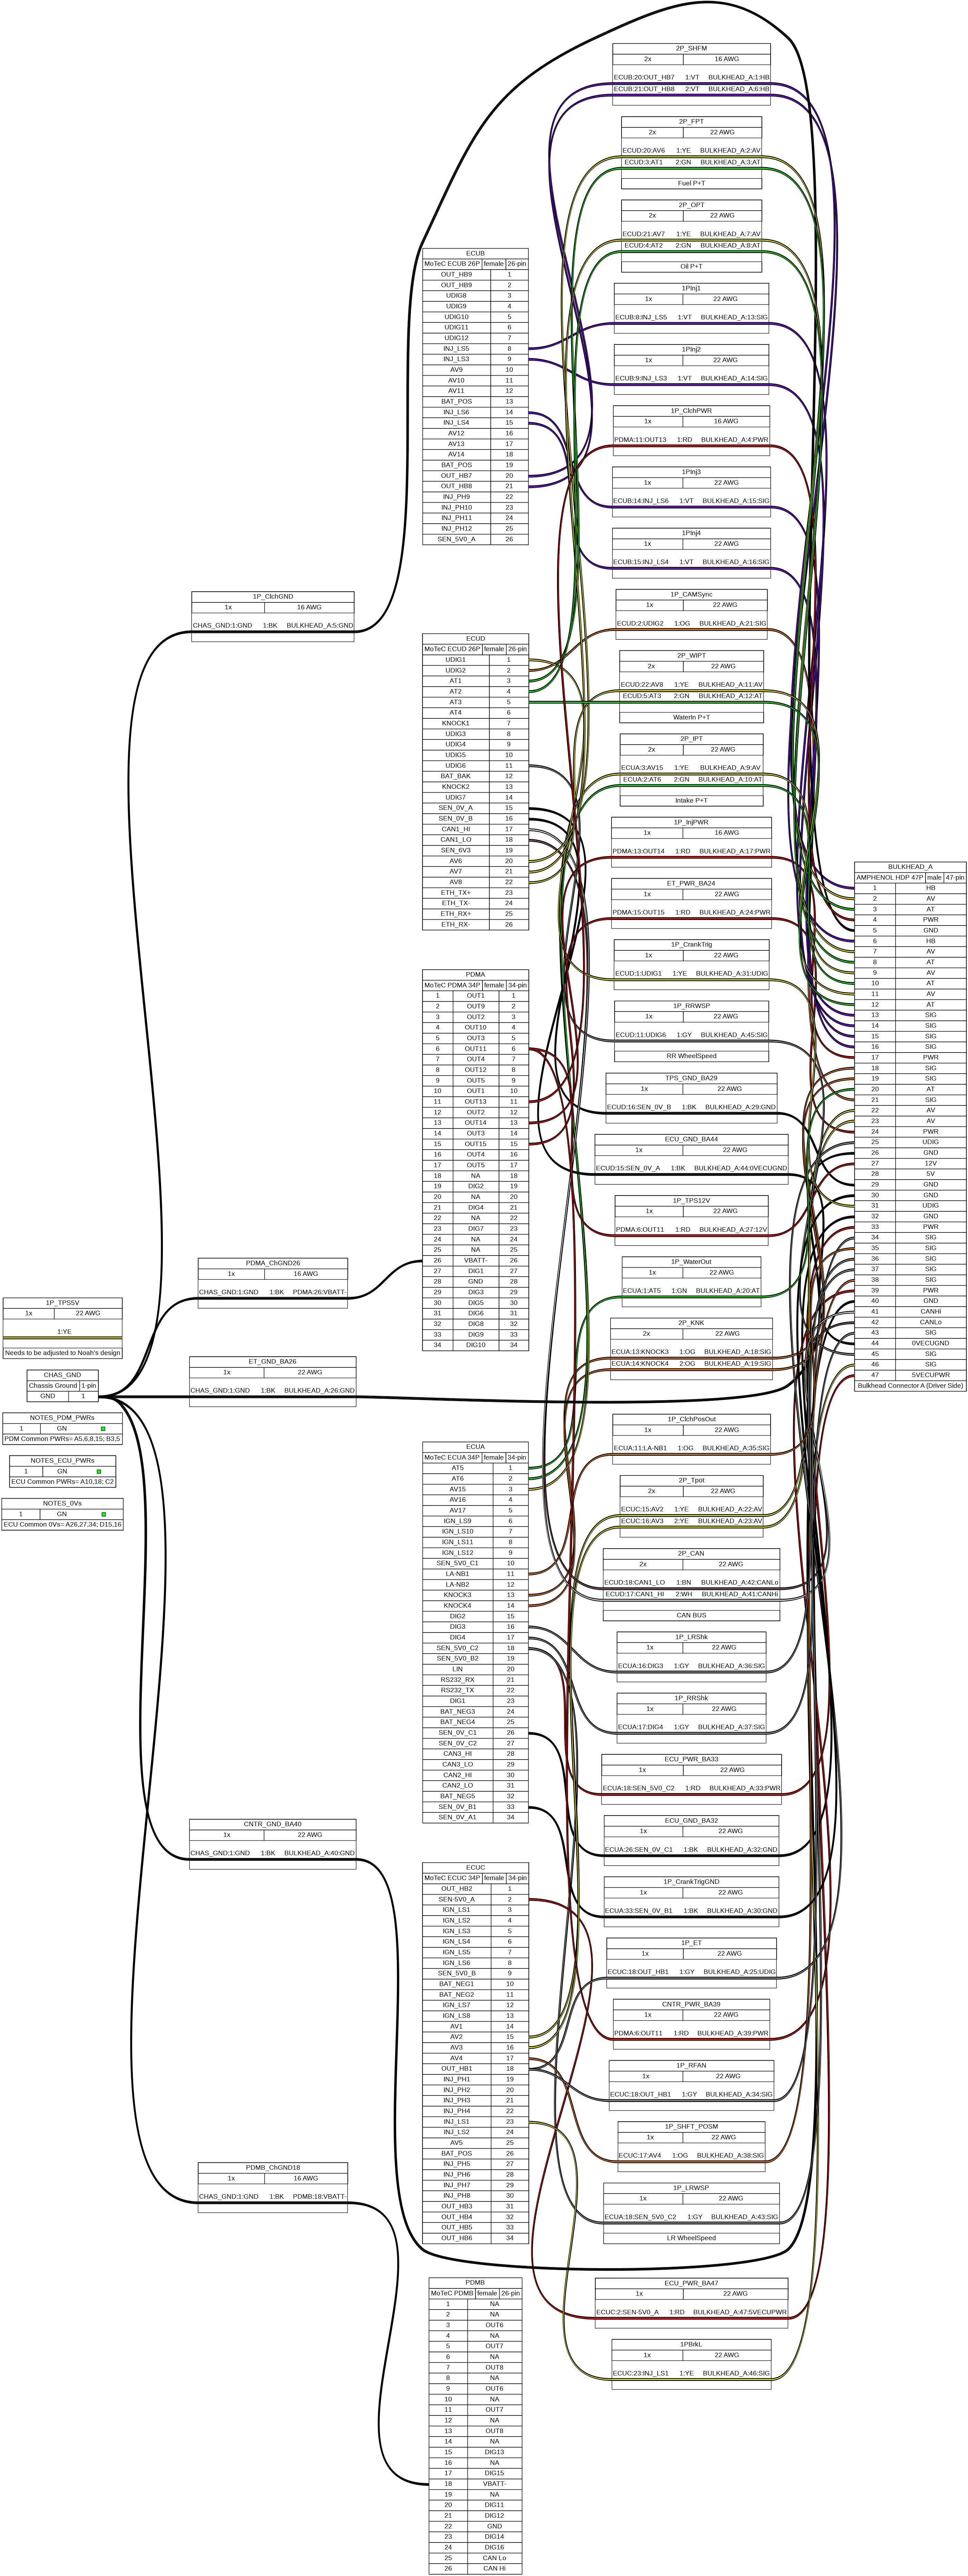 2P_SHFM
2x 16 AWG
ECUB:20:OUT_HB7 1:VT BULKHEAD_A:1:HB
ECUB:21:OUT_HB8 2:VT BULKHEAD_A:6:HB
2P_FPT
2x 22 AWG
ECUD:20:AV6 1:YE BULKHEAD_A:2:AV
ECUD:3:AT1 2:GN BULKHEAD_A:3:AT
Fuel P+T
2P_OPT
2x 22 AWG
ECUD:21:AV7 1:YE BULKHEAD_A:7:AV
ECUD:4:AT2 2:GN BULKHEAD_A:8:AT
Oil P+T
1PInj1
1x 22 AWG
ECUB:8:INJ_LS5 1:VT BULKHEAD_A:13:SIG
1PInj2
1x 22 AWG
ECUB:9:INJ_LS3 1:VT BULKHEAD_A:14:SIG
1P_ClchPWR
1x 16 AWG
PDMA:11:OUT13 1:RD BULKHEAD_A:4:PWR
1PInj3
1x 22 AWG
ECUB:14:INJ_LS6 1:VT BULKHEAD_A:15:SIG
1PInj4
1x 22 AWG
ECUB:15:INJ_LS4 1:VT BULKHEAD_A:16:SIG
1P_CAMSync
1x 22 AWG
ECUD:2:UDIG2 1:OG BULKHEAD_A:21:SIG
2P_WIPT
2x 22 AWG
ECUD:22:AV8 1:YE BULKHEAD_A:11:AV
ECUD:5:AT3 2:GN BULKHEAD_A:12:AT
WaterIn P+T
2P_IPT
2x 22 AWG
ECUA:3:AV15 1:YE BULKHEAD_A:9:AV
ECUA:2:AT6 2:GN BULKHEAD_A:10:AT
Intake P+T
1P_InjPWR
1x 16 AWG
PDMA:13:OUT14 1:RD BULKHEAD_A:17:PWR
ET_PWR_BA24
1x 22 AWG
PDMA:15:OUT15 1:RD BULKHEAD_A:24:PWR
1P_CrankTrig
1x 22 AWG
ECUD:1:UDIG1 1:YE BULKHEAD_A:31:UDIG
1P_RRWSP
1x 22 AWG
ECUD:11:UDIG6 1:GY BULKHEAD_A:45:SIG
RR WheelSpeed
TPS_GND_BA29
1x 22 AWG
ECUD:16:SEN_0V_B 1:BK BULKHEAD_A:29:GND
ECU_GND_BA44
1x 22 AWG
ECUD:15:SEN_0V_A 1:BK BULKHEAD_A:44:0VECUGND
1P_TPS12V
1x 22 AWG
PDMA:6:OUT11 1:RD BULKHEAD_A:27:12V
1P_WaterOut
1x 22 AWG
ECUA:1:AT5 1:GN BULKHEAD_A:20:AT
2P_KNK
2x 22 AWG
ECUA:13:KNOCK3 1:OG BULKHEAD_A:18:SIG
ECUA:14:KNOCK4 2:OG BULKHEAD_A:19:SIG
1P_ClchPosOut
1x 22 AWG
ECUA:11:LA-NB1 1:OG BULKHEAD_A:35:SIG
2P_Tpot
2x 22 AWG
ECUC:15:AV2 1:YE BULKHEAD_A:22:AV
ECUC:16:AV3 2:YE BULKHEAD_A:23:AV
2P_CAN
2x 22 AWG
ECUD:18:CAN1_LO 1:BN BULKHEAD_A:42:CANLo
ECUD:17:CAN1_HI 2:WH BULKHEAD_A:41:CANHi
CAN BUS
1P_LRShk
1x 22 AWG
ECUA:16:DIG3 1:GY BULKHEAD_A:36:SIG
1P_RRShk
1x 22 AWG
ECUA:17:DIG4 1:GY BULKHEAD_A:37:SIG
ECU_PWR_BA33
1x 22 AWG
ECUA:18:SEN_5V0_C2 1:RD BULKHEAD_A:33:PWR
ECU_GND_BA32
1x 22 AWG
ECUA:26:SEN_0V_C1 1:BK BULKHEAD_A:32:GND
1P_CrankTrigGND
1x 22 AWG
ECUA:33:SEN_0V_B1 1:BK BULKHEAD_A:30:GND
1P_ET
1x 22 AWG
ECUC:18:OUT_HB1 1:GY BULKHEAD_A:25:UDIG
CNTR_PWR_BA39
1x 22 AWG
PDMA:6:OUT11 1:RD BULKHEAD_A:39:PWR
1P_RFAN
1x 22 AWG
ECUC:18:OUT_HB1 1:GY BULKHEAD_A:34:SIG
1P_SHFT_POSM
1x 22 AWG
ECUC:17:AV4 1:OG BULKHEAD_A:38:SIG
1P_LRWSP
1x 22 AWG
ECUA:18:SEN_5V0_C2 1:GY BULKHEAD_A:43:SIG
LR WheelSpeed
ECU_PWR_BA47
1x 22 AWG
ECUC:2:SEN-5V0_A 1:RD BULKHEAD_A:47:5VECUPWR
1PBrkL
1x 22 AWG
ECUC:23:INJ_LS1 1:YE BULKHEAD_A:46:SIG
ECUB
MoTeC ECUB 26P female 26-pin
OUT_HB9 1
OUT_HB9 2
UDIG8 3
UDIG9 4
UDIG10 5
UDIG11 6
UDIG12 7
INJ_LS5 8
INJ_LS3 9
AV9 10
AV10 11
AV11 12
BAT_POS 13
INJ_LS6 14
INJ_LS4 15
AV12 16
AV13 17
AV14 18
BAT_POS 19
OUT_HB7 20
OUT_HB8 21
INJ_PH9 22
INJ_PH10 23
INJ_PH11 24
INJ_PH12 25
SEN_5V0_A 26
ECUD
MoTeC ECUD 26P female 26-pin
UDIG1 1
UDIG2 2
AT1 3
AT2 4
AT3 5
AT4 6
KNOCK1 7
UDIG3 8
UDIG4 9
UDIG5 10
UDIG6 11
BAT_BAK 12
KNOCK2 13
UDIG7 14
SEN_0V_A 15
SEN_0V_B 16
CAN1_HI 17
CAN1_LO 18
SEN_6V3 19
AV6 20
AV7 21
AV8 22
ETH_TX+ 23
ETH_TX- 24
ETH_RX+ 25
ETH_RX- 26
PDMA
MoTeC PDMA 34P female 34-pin
1 OUT1 1
2 OUT9 2
3 OUT2 3
4 OUT10 4
5 OUT3 5
6 OUT11 6
7 OUT4 7
8 OUT12 8
9 OUT5 9
10 OUT1 10
11 OUT13 11
12 OUT2 12
13 OUT14 13
14 OUT3 14
15 OUT15 15
16 OUT4 16
17 OUT5 17
18 NA 18
19 DIG2 19
20 NA 20
21 DIG4 21
22 NA 22
23 DIG7 23
24 NA 24
25 NA 25
26 VBATT- 26
27 DIG1 27
28 GND 28
29 DIG3 29
30 DIG5 30
31 DIG6 31
32 DIG8 32
33 DIG9 33
34 DIG10 34
ECUA
MoTeC ECUA 34P female 34-pin
AT5 1
AT6 2
AV15 3
AV16 4
AV17 5
IGN_LS9 6
IGN_LS10 7
IGN_LS11 8
IGN_LS12 9
SEN_5V0_C1 10
LA-NB1 11
LA-NB2 12
KNOCK3 13
KNOCK4 14
DIG2 15
DIG3 16
DIG4 17
SEN_5V0_C2 18
SEN_5V0_B2 19
LIN 20
RS232_RX 21
RS232_TX 22
DIG1 23
BAT_NEG3 24
BAT_NEG4 25
SEN_0V_C1 26
SEN_0V_C2 27
CAN3_HI 28
CAN3_LO 29
CAN2_HI 30
CAN2_LO 31
BAT_NEG5 32
SEN_0V_B1 33
SEN_0V_A1 34
ECUC
MoTeC ECUC 34P female 34-pin
OUT_HB2 1
SEN-5V0_A 2
IGN_LS1 3
IGN_LS2 4
IGN_LS3 5
IGN_LS4 6
IGN_LS5 7
IGN_LS6 8
SEN_5V0_B 9
BAT_NEG1 10
BAT_NEG2 11
IGN_LS7 12
IGN_LS8 13
AV1 14
AV2 15
AV3 16
AV4 17
OUT_HB1 18
INJ_PH1 19
INJ_PH2 20
INJ_PH3 21
INJ_PH4 22
INJ_LS1 23
INJ_LS2 24
AV5 25
BAT_POS 26
INJ_PH5 27
INJ_PH6 28
INJ_PH7 29
INJ_PH8 30
OUT_HB3 31
OUT_HB4 32
OUT_HB5 33
OUT_HB6 34
PDMB
MoTeC PDMB female 26-pin
1 NA
2 NA
3 OUT6
4 NA
5 OUT7
6 NA
7 OUT8
8 NA
9 OUT6
10 NA
11 OUT7
12 NA
13 OUT8
14 NA
15 DIG13
16 NA
17 DIG15
18 VBATT-
19 NA
20 DIG11
21 DIG12
22 GND
23 DIG14
24 DIG16
25 CAN Lo
26 CAN Hi
1P_ClchGND
1x 16 AWG
CHAS_GND:1:GND 1:BK BULKHEAD_A:5:GND
PDMA_ChGND26
1x 16 AWG
CHAS_GND:1:GND 1:BK PDMA:26:VBATT-
ET_GND_BA26
1x 22 AWG
CHAS_GND:1:GND 1:BK BULKHEAD_A:26:GND
CNTR_GND_BA40
1x 22 AWG
CHAS_GND:1:GND 1:BK BULKHEAD_A:40:GND
PDMB_ChGND18
1x 16 AWG
CHAS_GND:1:GND 1:BK PDMB:18:VBATT-
1P_TPS5V
1x 22 AWG
1:YE
Needs to be adjusted to Noah's design
CHAS_GND
Chassis Ground 1-pin
GND 1
NOTES_PDM_PWRs
1 GN
PDM Common PWRs= A5,6,8,15; B3,5
NOTES_ECU_PWRs
1 GN
ECU Common PWRs= A10,18; C2
NOTES_0Vs
1 GN
ECU Common 0Vs= A26,27,34; D15,16
BULKHEAD_A
AMPHENOL HDP 47P male 47-pin
1 HB
2 AV
3 AT
4 PWR
5 GND
6 HB
7 AV
8 AT
9 AV
10 AT
11 AV
12 AT
13 SIG
14 SIG
15 SIG
16 SIG
17 PWR
18 SIG
19 SIG
20 AT
21 SIG
22 AV
23 AV
24 PWR
25 UDIG
26 GND
27 12V
28 5V
29 GND
30 GND
31 UDIG
32 GND
33 PWR
34 SIG
35 SIG
36 SIG
37 SIG
38 SIG
39 PWR
40 GND
41 CANHi
42 CANLo
43 SIG
44 0VECUGND
45 SIG
46 SIG
47 5VECUPWR
Bulkhead Connector A (Driver Side)